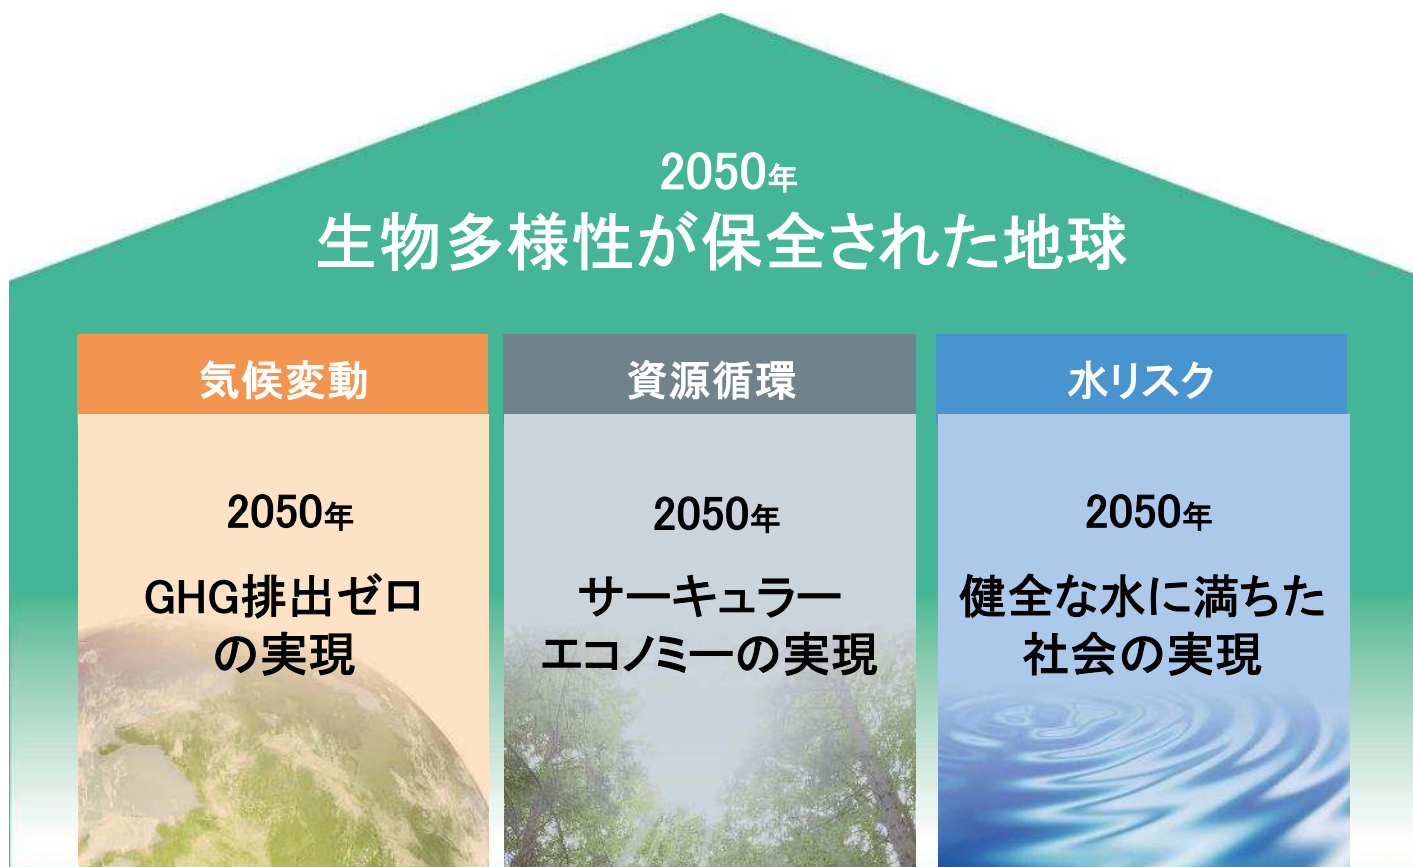 2050年
生物多様性が保全された地球
気候変動
2050年
GHG排出ゼロ
の実現
資源循環
2050年
サーキュラー
エコノミーの実現
水リスク
2050年
健全な水に満ちた
社会の実現